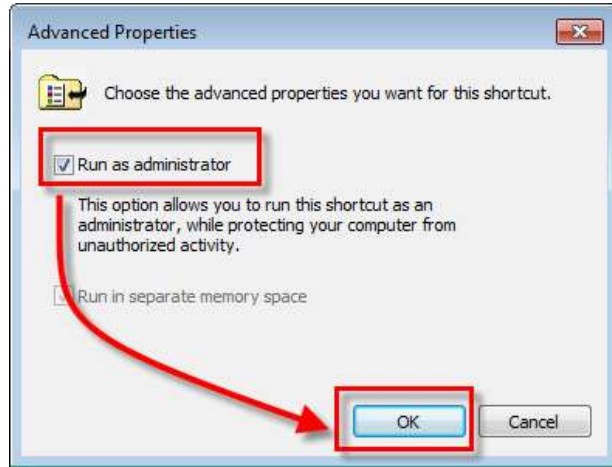 Advanced Properties
Choose the advanced properties you want for this shortcut.
Run as administrator
This option allows you to run this shortcut as an
administrator, while protecting your computer from
unauthorized activity.
Run in separate memory space
OK
Cancel